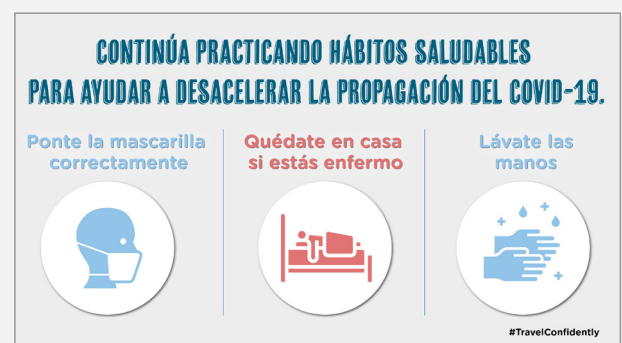 CONTINÚA PRACTICANDO HÁBITOS SALUDABLES
PARA AYUDAR A DESACELERAR LA PROPAGACIÓN DEL COVID-19.
Ponte la mascarilla
correctamente
Quédate en casa
si estás enfermo
Lávate las
manos
#TravelConfidently